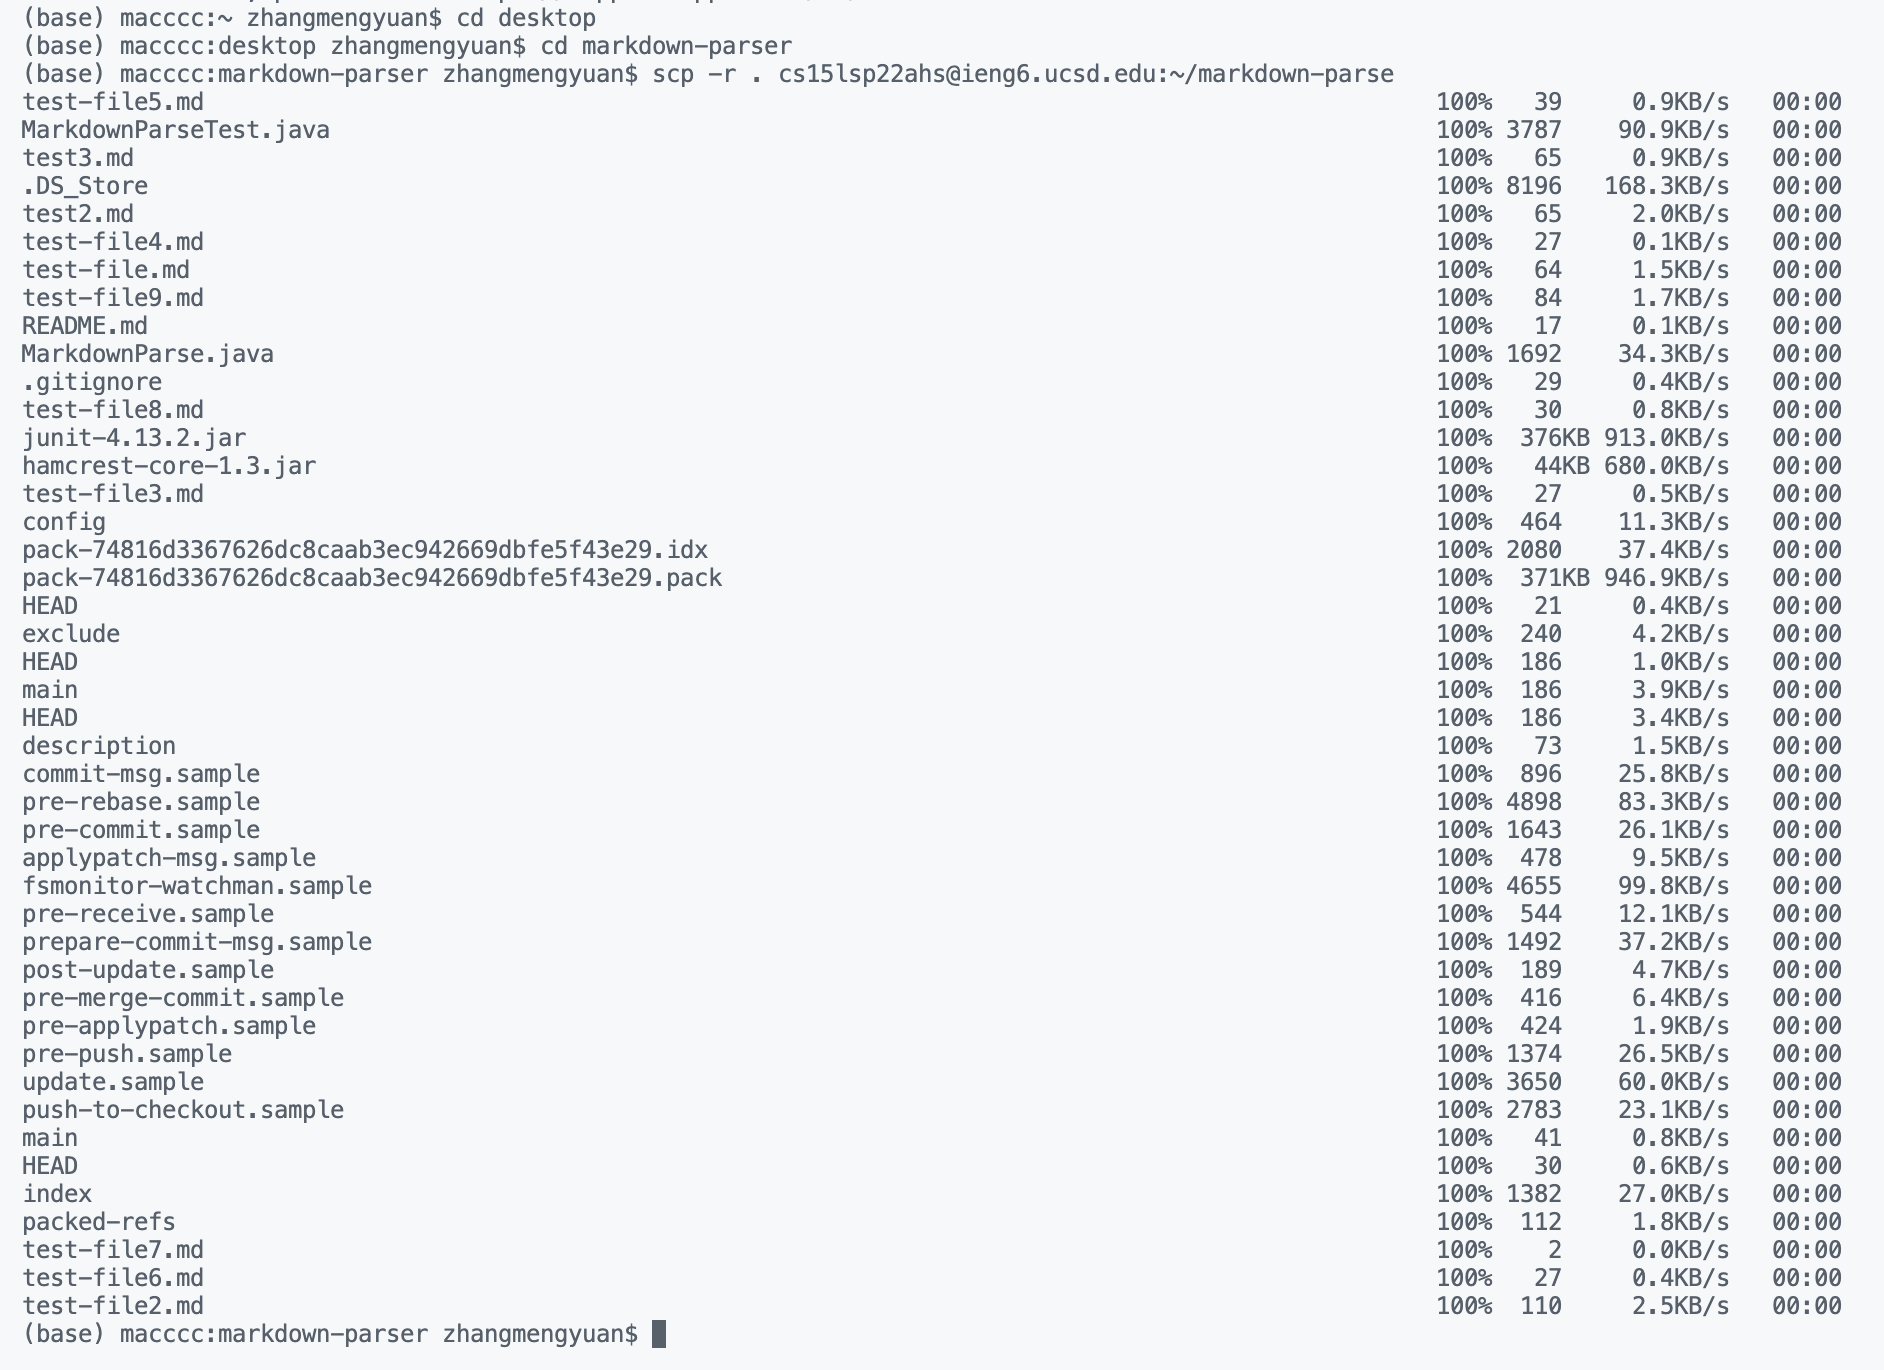 (base) macccc:~ zhangmengyuan$ cd desktop
(base) macccc:desktop zhangmengyuan$ cd markdown-parser
(base) macccc:markdown-parser zhangmengyuan$ scp -r . cs15lsp22ahs@ieng6.ucsd.edu:~/markdown-parse
test-file5.md 100% 39 0.9KB/s 00:00
MarkdownParseTest.java 100% 3787 90.9KB/s 00:00
test3.md 100% 65 0.9KB/s 00:00
.DS_Store 100% 8196 168.3KB/s 00:00
test2.md 100% 65 2.0KB/s 00:00
test-file4.md 100% 27 0.1KB/s 00:00
test-file.md 100% 64 1.5KB/s 00:00
test-file9.md 100% 84 1.7KB/s 00:00
README.md 100% 17 0.1KB/s 00:00
MarkdownParse.java 100% 1692 34.3KB/s 00:00
.gitignore 100% 29 0.4KB/s 00:00
test-file8.md 100% 30 0.8KB/s 00:00
junit-4.13.2.jar 100% 376KB 913.0KB/s 00:00
hamcrest-core-1.3.jar 100% 44KB 680.0KB/s 00:00
test-file3.md 100% 27 0.5KB/s 00:00
config 100% 464 11.3KB/s 00:00
pack-74816d3367626dc8caab3ec942669dbfe5f43e29.idx 100% 2080 37.4KB/s 00:00
pack-74816d3367626dc8caab3ec942669dbfe5f43e29.pack 100% 371KB 946.9KB/s 00:00
HEAD 100% 21 0.4KB/s 00:00
exclude 100% 240 4.2KB/s 00:00
HEAD 100% 186 1.0KB/s 00:00
main 100% 186 3.9KB/s 00:00
HEAD 100% 186 3.4KB/s 00:00
description 100% 73 1.5KB/s 00:00
commit-msg.sample 100% 896 25.8KB/s 00:00
pre-rebase.sample 100% 4898 83.3KB/s 00:00
pre-commit.sample 100% 1643 26.1KB/s 00:00
applypatch-msg.sample 100% 478 9.5KB/s 00:00
fsmonitor-watchman.sample 100% 4655 99.8KB/s 00:00
pre-receive.sample 100% 544 12.1KB/s 00:00
prepare-commit-msg.sample 100% 1492 37.2KB/s 00:00
post-update.sample 100% 189 4.7KB/s 00:00
pre-merge-commit.sample 100% 416 6.4KB/s 00:00
pre-applypatch.sample 100% 424 1.9KB/s 00:00
pre-push.sample 100% 1374 26.5KB/s 00:00
update.sample 100% 3650 60.0KB/s 00:00
push-to-checkout.sample 100% 2783 23.1KB/s 00:00
main 100% 41 0.8KB/s 00:00
HEAD 100% 30 0.6KB/s 00:00
index 100% 1382 27.0KB/s 00:00
packed-refs 100% 112 1.8KB/s 00:00
test-file7.md 100% 2 0.0KB/s 00:00
test-file6.md 100% 27 0.4KB/s 00:00
test-file2.md 100% 110 2.5KB/s 00:00
(base) macccc:markdown-parser zhangmengyuan$